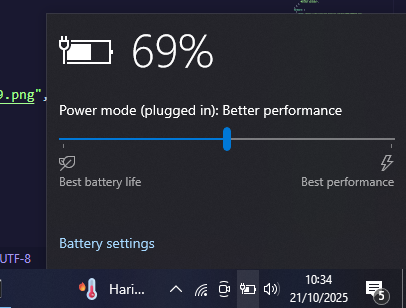 69%
9.png",
Power mode (plugged in): Better performance
Best battery life
Best performance
Battery settings
UTF-8
Hari...
10:34
21/10/2025
5